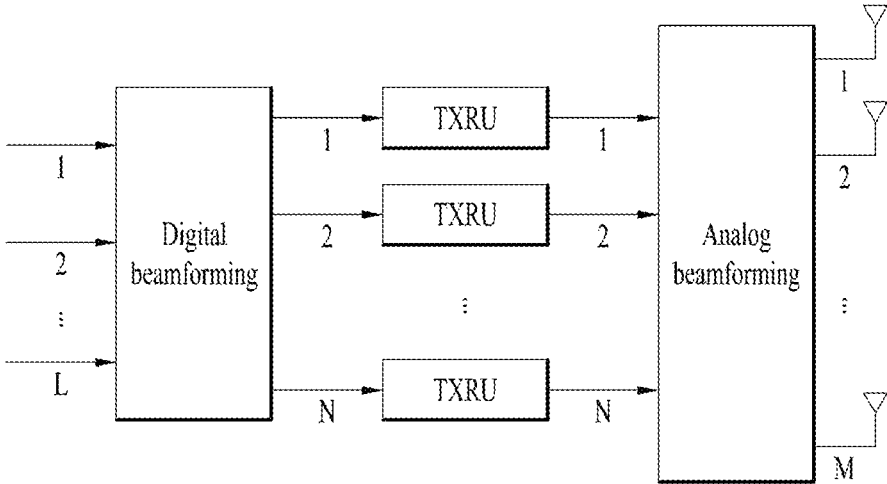 1
2
⋮
L
Digital
beamforming
1
2
N
TXRU
TXRU
⋮
TXRU
1
2
N
Analog
beamforming
1
2
⋮
M